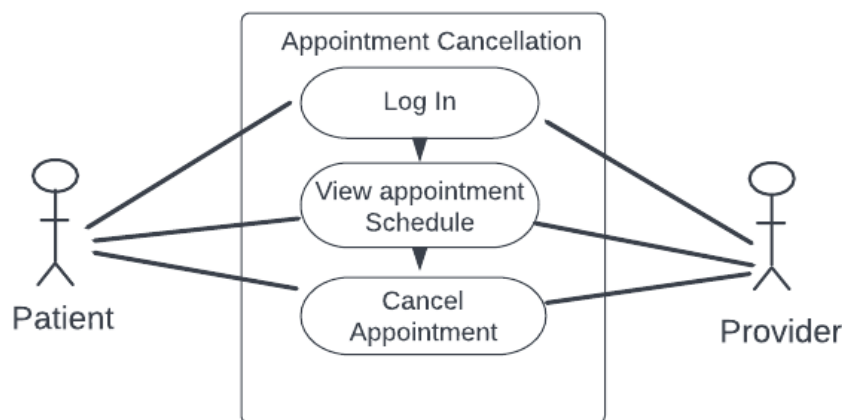 Appointment Cancellation
Log In
View appointment
Schedule
Cancel
Appointment
Patient
Provider